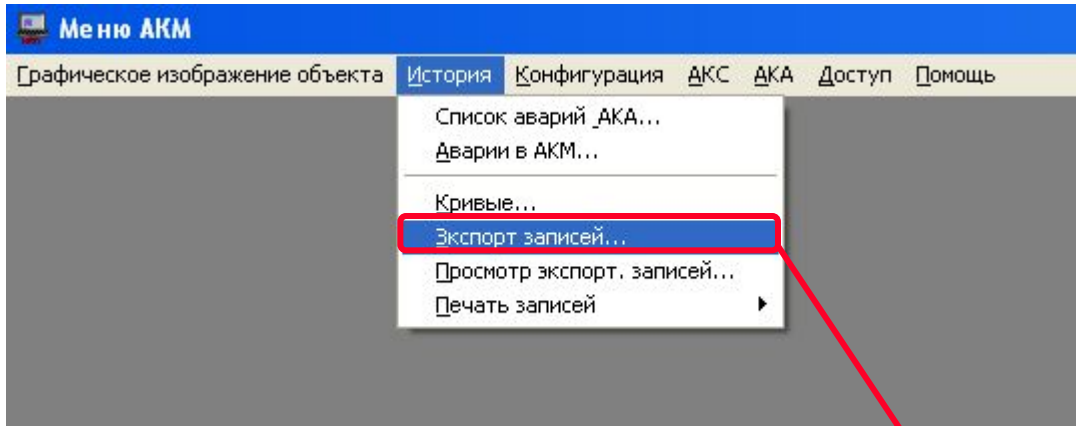 Меню АКМ
Графическое изображение объекта История Конфигурация АКС АКА Доступ Помощь
Список аварий _АКА...
Аварии в АКМ...
Кривые...
Экспорт записей...
Просмотр экспорт. записей...
Печать записей